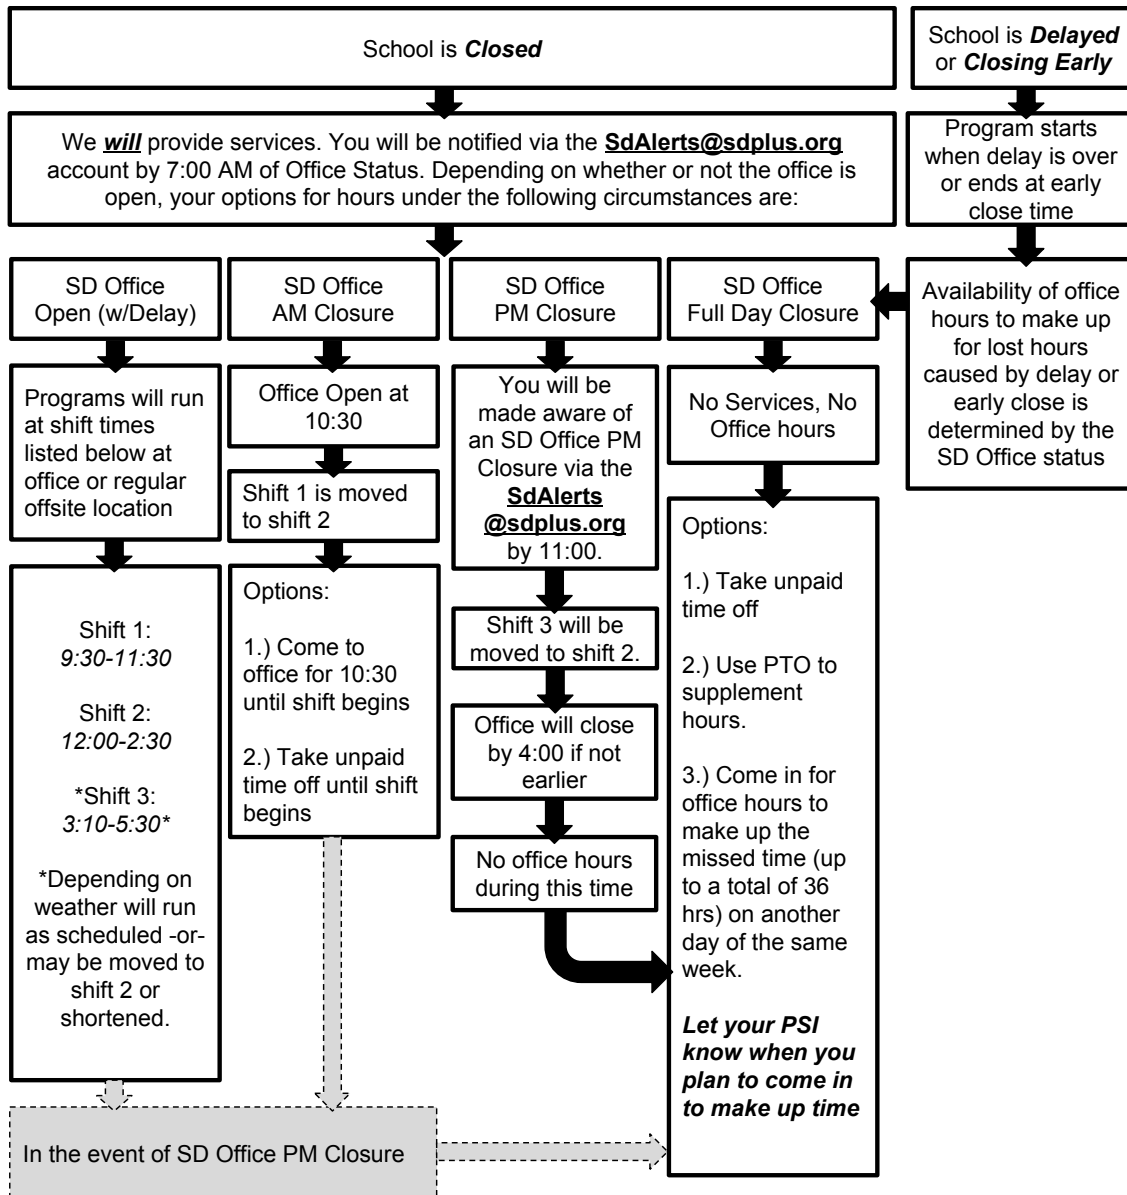 School is Closed
School is Delayed
or Closing Early
We will provide services. You will be notified via the SdAlerts@sdplus.org
account by 7:00 AM of Office Status. Depending on whether or not the office is
open, your options for hours under the following circumstances are:
Program starts
when delay is over
or ends at early
close time
SD Office
Open (w/Delay)
SD Office
AM Closure
SD Office
PM Closure
SD Office
Full Day Closure
Availability of office
hours to make up
for lost hours
caused by delay or
early close is
determined by the
SD Office status
Programs will run
at shift times
listed below at
office or regular
offsite location
Office Open at
10:30
Shift 1 is moved
to shift 2
You will be
made aware of
an SD Office PM
Closure via the
SdAlerts
@sdplus.org
by 11:00.
No Services, No
Office hours
Shift 1:
9:30-11:30
Shift 2:
12:00-2:30
*Shift 3:
3:10-5:30*
*Depending on
weather will run
as scheduled -or-
may be moved to
shift 2 or
shortened.
Options:
1.) Come to
office for 10:30
until shift begins
2.) Take unpaid
time off until shift
begins
Shift 3 will be
moved to shift 2.
Office will close
by 4:00 if not
earlier
No office hours
during this time
Options:
1.) Take unpaid
time off
2.) Use PTO to
supplement
hours.
3.) Come in for
office hours to
make up the
missed time (up
to a total of 36
hrs) on another
day of the same
week.
Let your PSI
know when you
plan to come in
to make up time
In the event of SD Office PM Closure